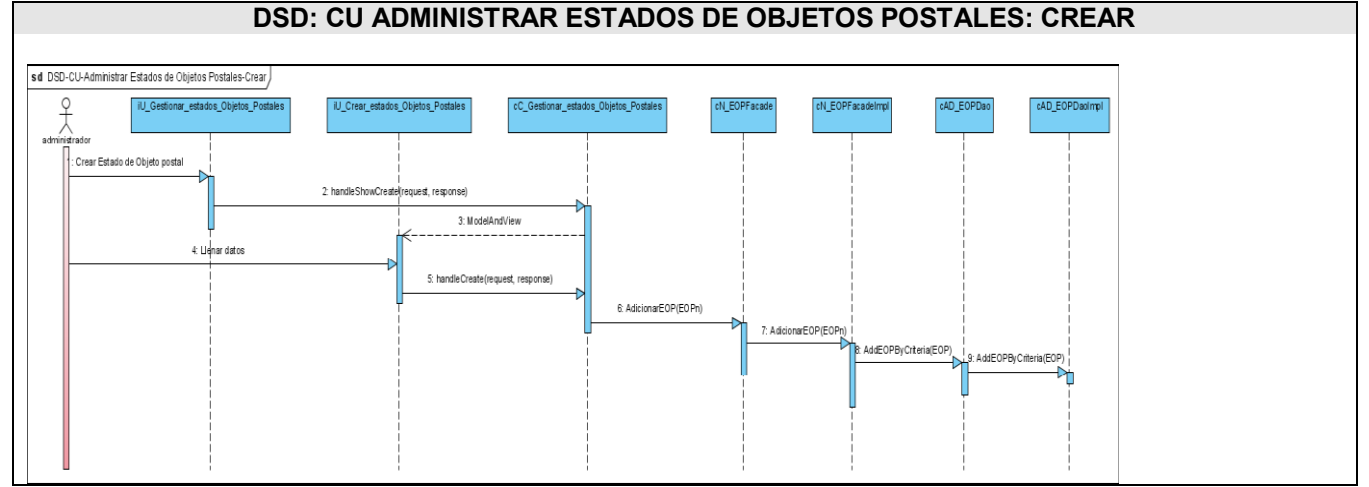 DSD: CU ADMINISTRAR ESTADOS DE OBJETOS POSTALES: CREAR
sd DSD-CU-Administrar Estados de Objetos Postales-Crear
administrador
iU_Gestionar_estados_Objetos_Postales
iU_Crear_estados_Objetos_Postales
cC_Gestionar_estados_Objetos_Postales
cN_EOPFacade
cN_EOPFacadeImpl
cAD_EOPDao
cAD_EOPDaoImpl
: Crear Estado de Objeto postal
2: handleShowCreate(request, response)
3: ModelAndView
4: Llenar datos
5: handleCreate(request, response)
6: AdicionarEOP(EOPn)
7: AdicionarEOP(EOPn)
8: AddEOPByCriteria(EOP)
9: AddEOPByCriteria(EOP)